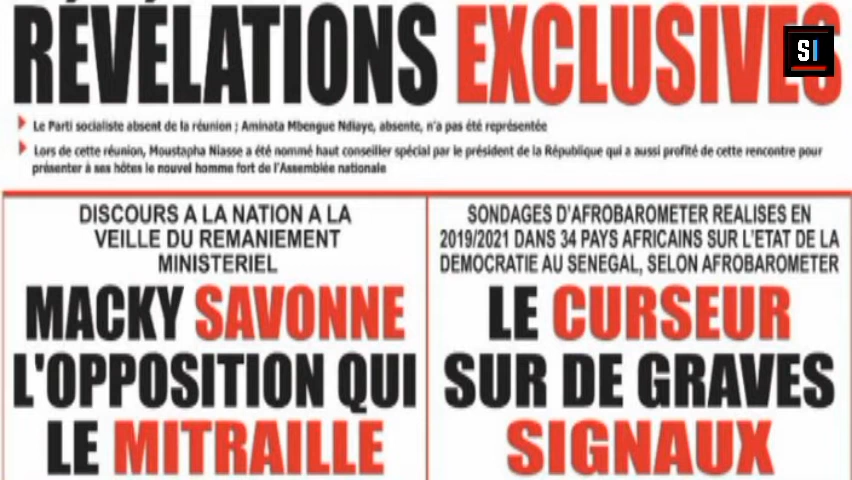 RÉVÉLATIONS EXCLUSIVES
SI
Le Parti socialiste absent de la réunion ; Aminata Mbengue Ndiaye, absente, n'a pas été représentée
Lors de cette réunion, Moustapha Niasse a été nommé haut conseiller spécial par le président de la République qui a aussi profité de cette rencontre pour
présenter à ses hôtes le nouvel homme fort de l'Assemblée nationale
DISCOURS A LA NATION A LA
VEILLE DU REMANIEMENT
MINISTERIEL
MACKY SAVONNE
L'OPPOSITION QUI
LE MITRAILLE
SONDAGES D'AFROBAROMETER REALISES EN
2019/2021 DANS 34 PAYS AFRICAINS SUR L'ETAT DE LA
DEMOCRATIE AU SENEGAL, SELON AFROBAROMETER
LE CURSEUR
SUR DE GRAVES
SIGNAUX